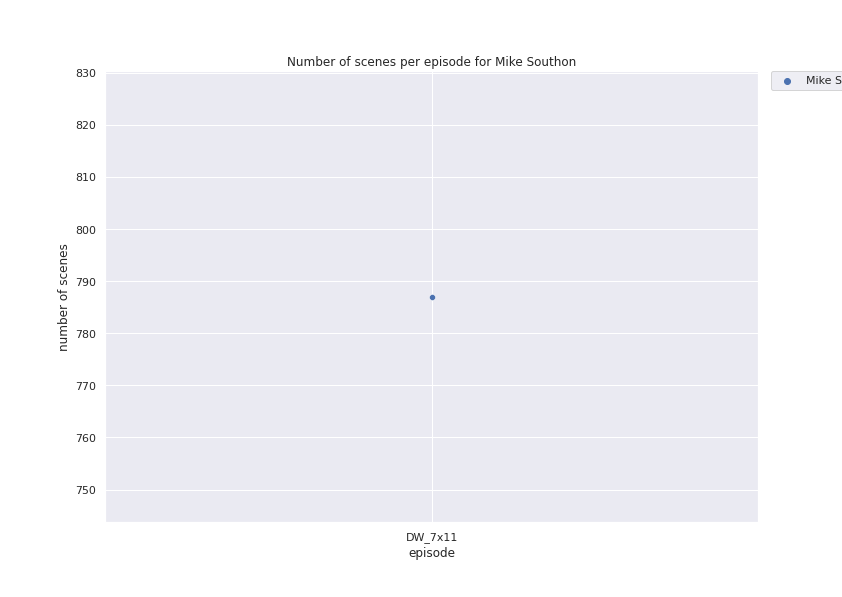 Number of scenes per episode for Mike Southon
830
820
810
800
790
780
770
760
750
number of scenes
DW_7x11
episode
Mike S